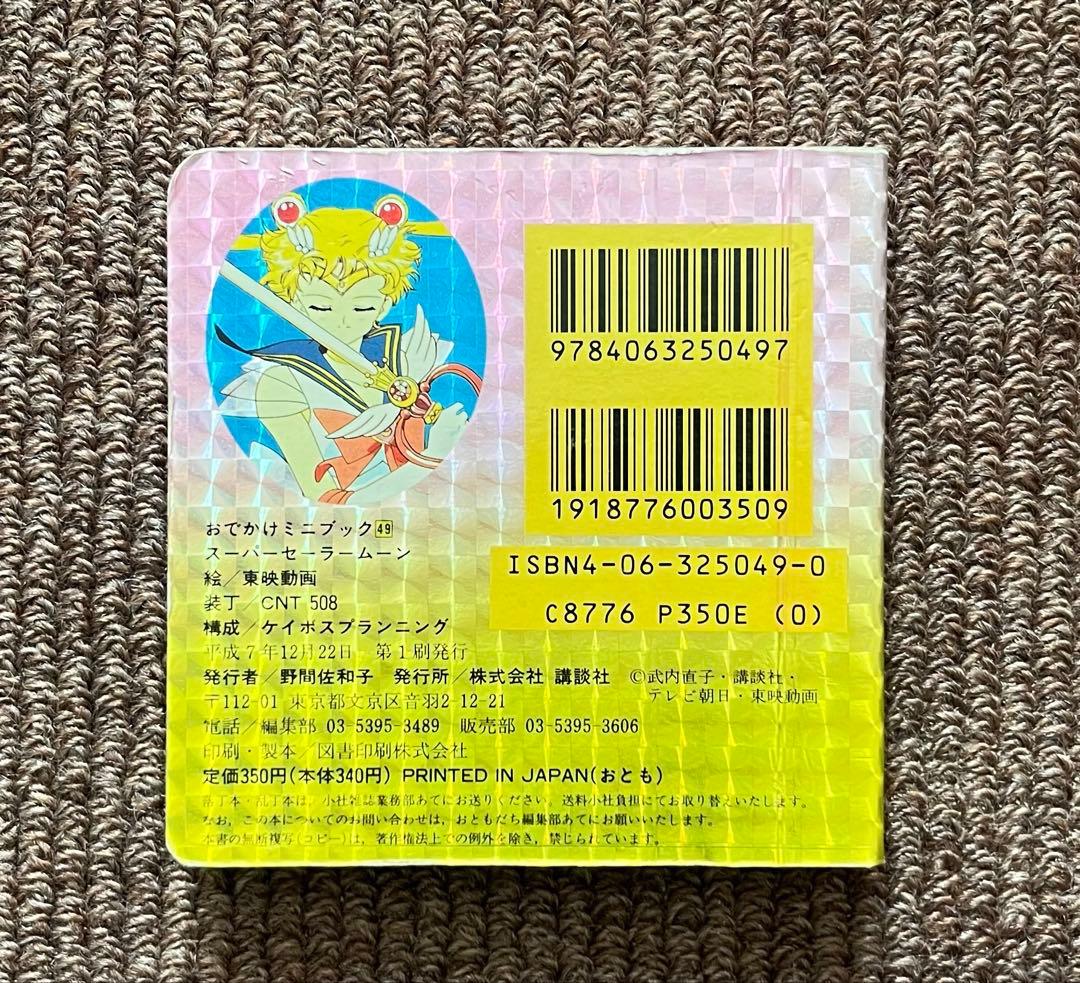 9784063250497
1918776003509
ISBN4-06-325049-0
C8776 P350E (0)
おでかけミニブック49
スーパーセーラームーン
絵/東映動画
装丁/CNT 508
構成/ケイボスプランニング
平成7年12月22日 第1刷発行
発行者/野間佐和子 発行所/株式会社 講談社 ©武内直子・講談社・
テレビ朝日・東映動画
〒112-01 東京都文京区音羽2-12-21
電話/編集部 03-5395-3489 販売部 03-5395-3606
印刷・製本/図書印刷株式会社
定価350円(本体340円) PRINTED IN JAPAN(おとも)
落丁本・乱丁本は、小社雑誌業務部あてにお送りください。送料小社負担にてお取り替えいたします。
なお、この本についてのお問い合わせは、おともだち編集部あてにお願いいたします。
本書の無断複写(コピー)は、著作権法上での例外を除き、禁じられています。